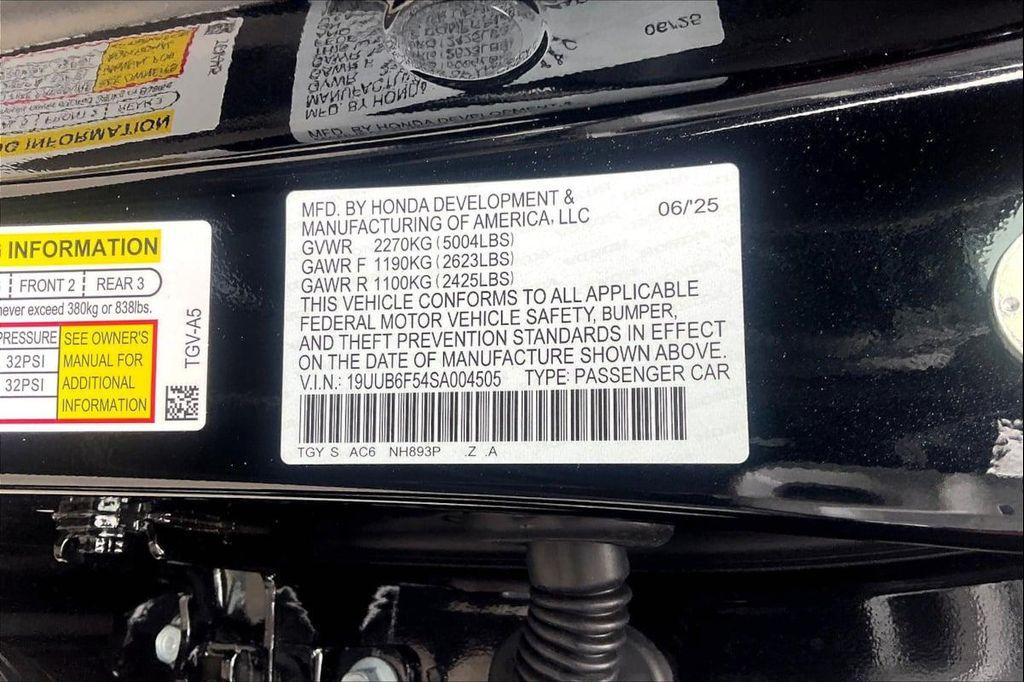 MFD. BY HONDA DEVELOPMENT &
MANUFACTURING OF AMERICA, LLC
06/'25
GVWR 2270KG (5004LBS)
GAWR F 1190KG (2623LBS)
GAWR R 1100KG (2425LBS)
THIS VEHICLE CONFORMS TO ALL APPLICABLE
FEDERAL MOTOR VEHICLE SAFETY, BUMPER,
AND THEFT PREVENTION STANDARDS IN EFFECT
ON THE DATE OF MANUFACTURE SHOWN ABOVE.
V.I.N.: 19UUB6F54SA004505 TYPE: PASSENGER CAR
TGY S AC6 NH893P .Z .A
INFORMATION
FRONT 2 REAR 3
never exceed 380kg or 838lbs.
PRESSURE
32PSI
32PSI
SEE OWNER'S
MANUAL FOR
ADDITIONAL
INFORMATION
TGV-A5